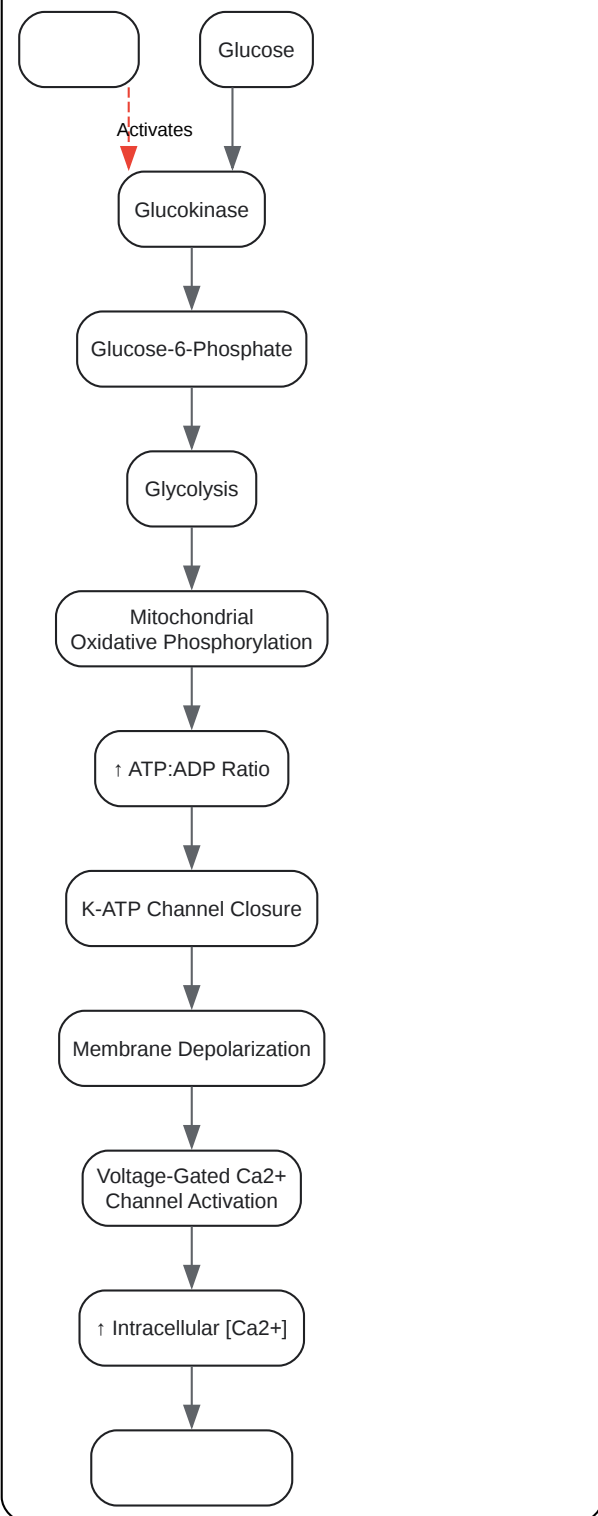 Glucose
Activates
Glucokinase
Glucose-6-Phosphate
Glycolysis
Mitochondrial
Oxidative Phosphorylation
↑ ATP:ADP Ratio
K-ATP Channel Closure
Membrane Depolarization
Voltage-Gated Ca2+
Channel Activation
↑ Intracellular [Ca2+]